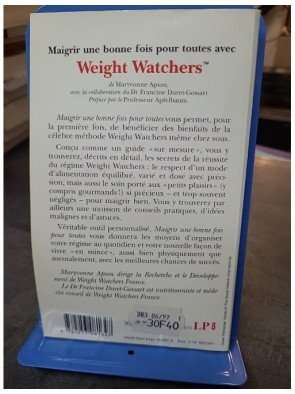 Maigrir une bonne fois pour toutes avec
Weight Watchers™
de Maryvonne Apiou,
avec la collaboration du Dr Francine Duret-Gossart.
Préface par le Professeur Apfelbaum.
Maigrir une bonne fois pour toutes vous permet, pour
la première fois, de bénéficier des bienfaits de la
célèbre méthode Weight Watchers même chez vous.
Conçu comme un guide «sur mesure», vous y
trouverez, décrits en détail, les secrets de la réussite
du régime Weight Watchers : le respect d'un mode
d'alimentation équilibré, varié et dosé avec préci-
sion, mais aussi le soin porté aux «petits plaisirs» (y
compris gourmands !) si précieux – et trop souvent
négligés – pour maigrir bien. Vous y trouverez par
ailleurs une moisson de conseils pratiques, d'idées
malignes et d'astuces.
Véritable outil personnalisé, Maigrir une bonne fois
pour toutes vous donnera les moyens d'organiser
votre régime au quotidien et votre nouvelle façon de
vivre «en mince», aussi bien physiquement que
mentalement, avec les meilleures chances de succès.
Maryvonne Apiou dirige la Recherche et le Développe-
ment de Weight Watchers France.
Le Dr Francine Duret-Gossart est nutritionniste et méde-
cin conseil de Weight Watchers France.
3B3 06/97
30F40
LP8